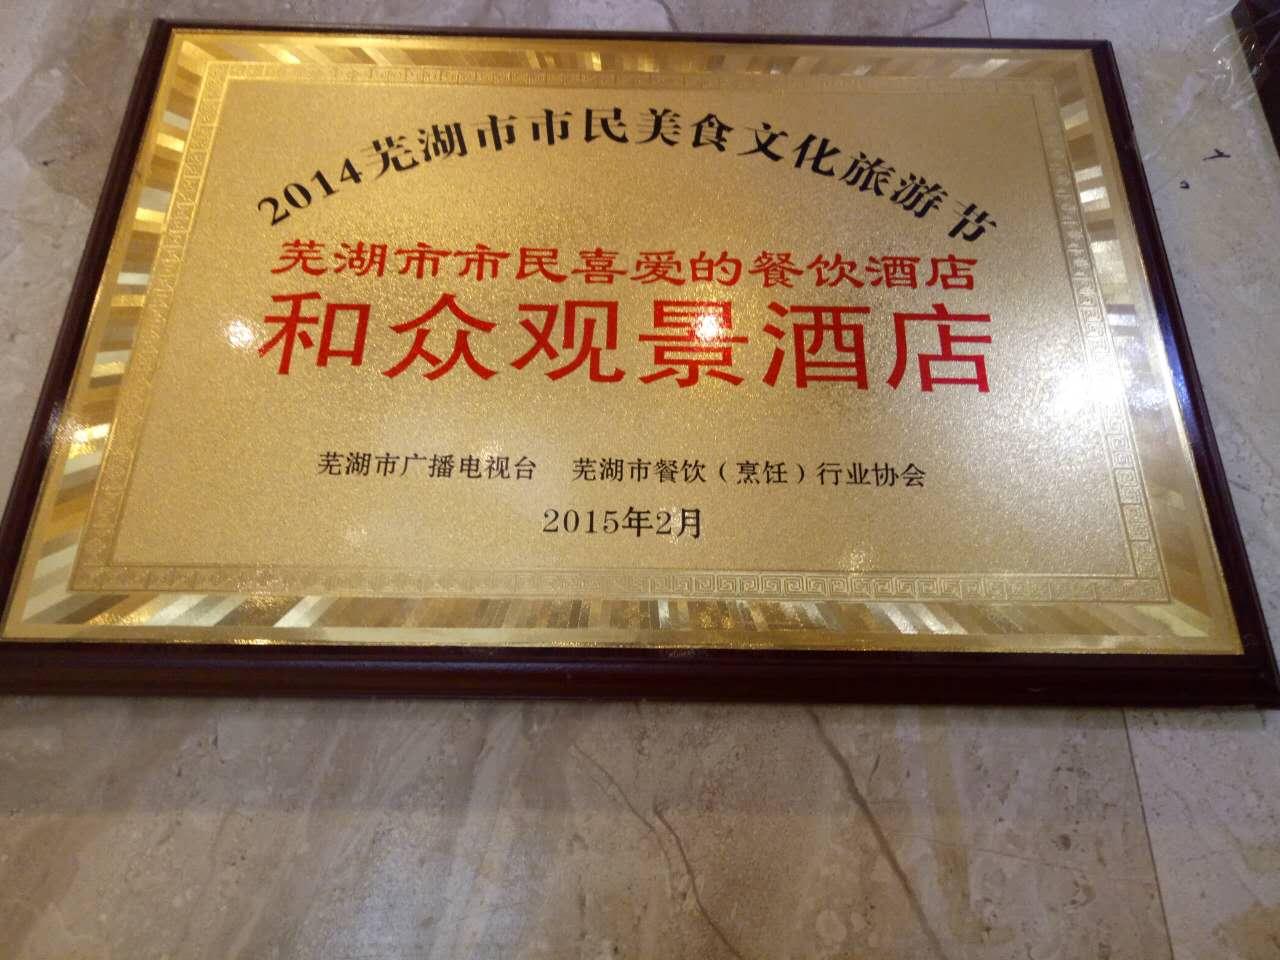 2014芜湖市市民美食文化旅游节
芜湖市市民喜爱的餐饮酒店
和众观景酒店
芜湖市广播电视台 芜湖市餐饮（烹饪）行业协会
2015年2月